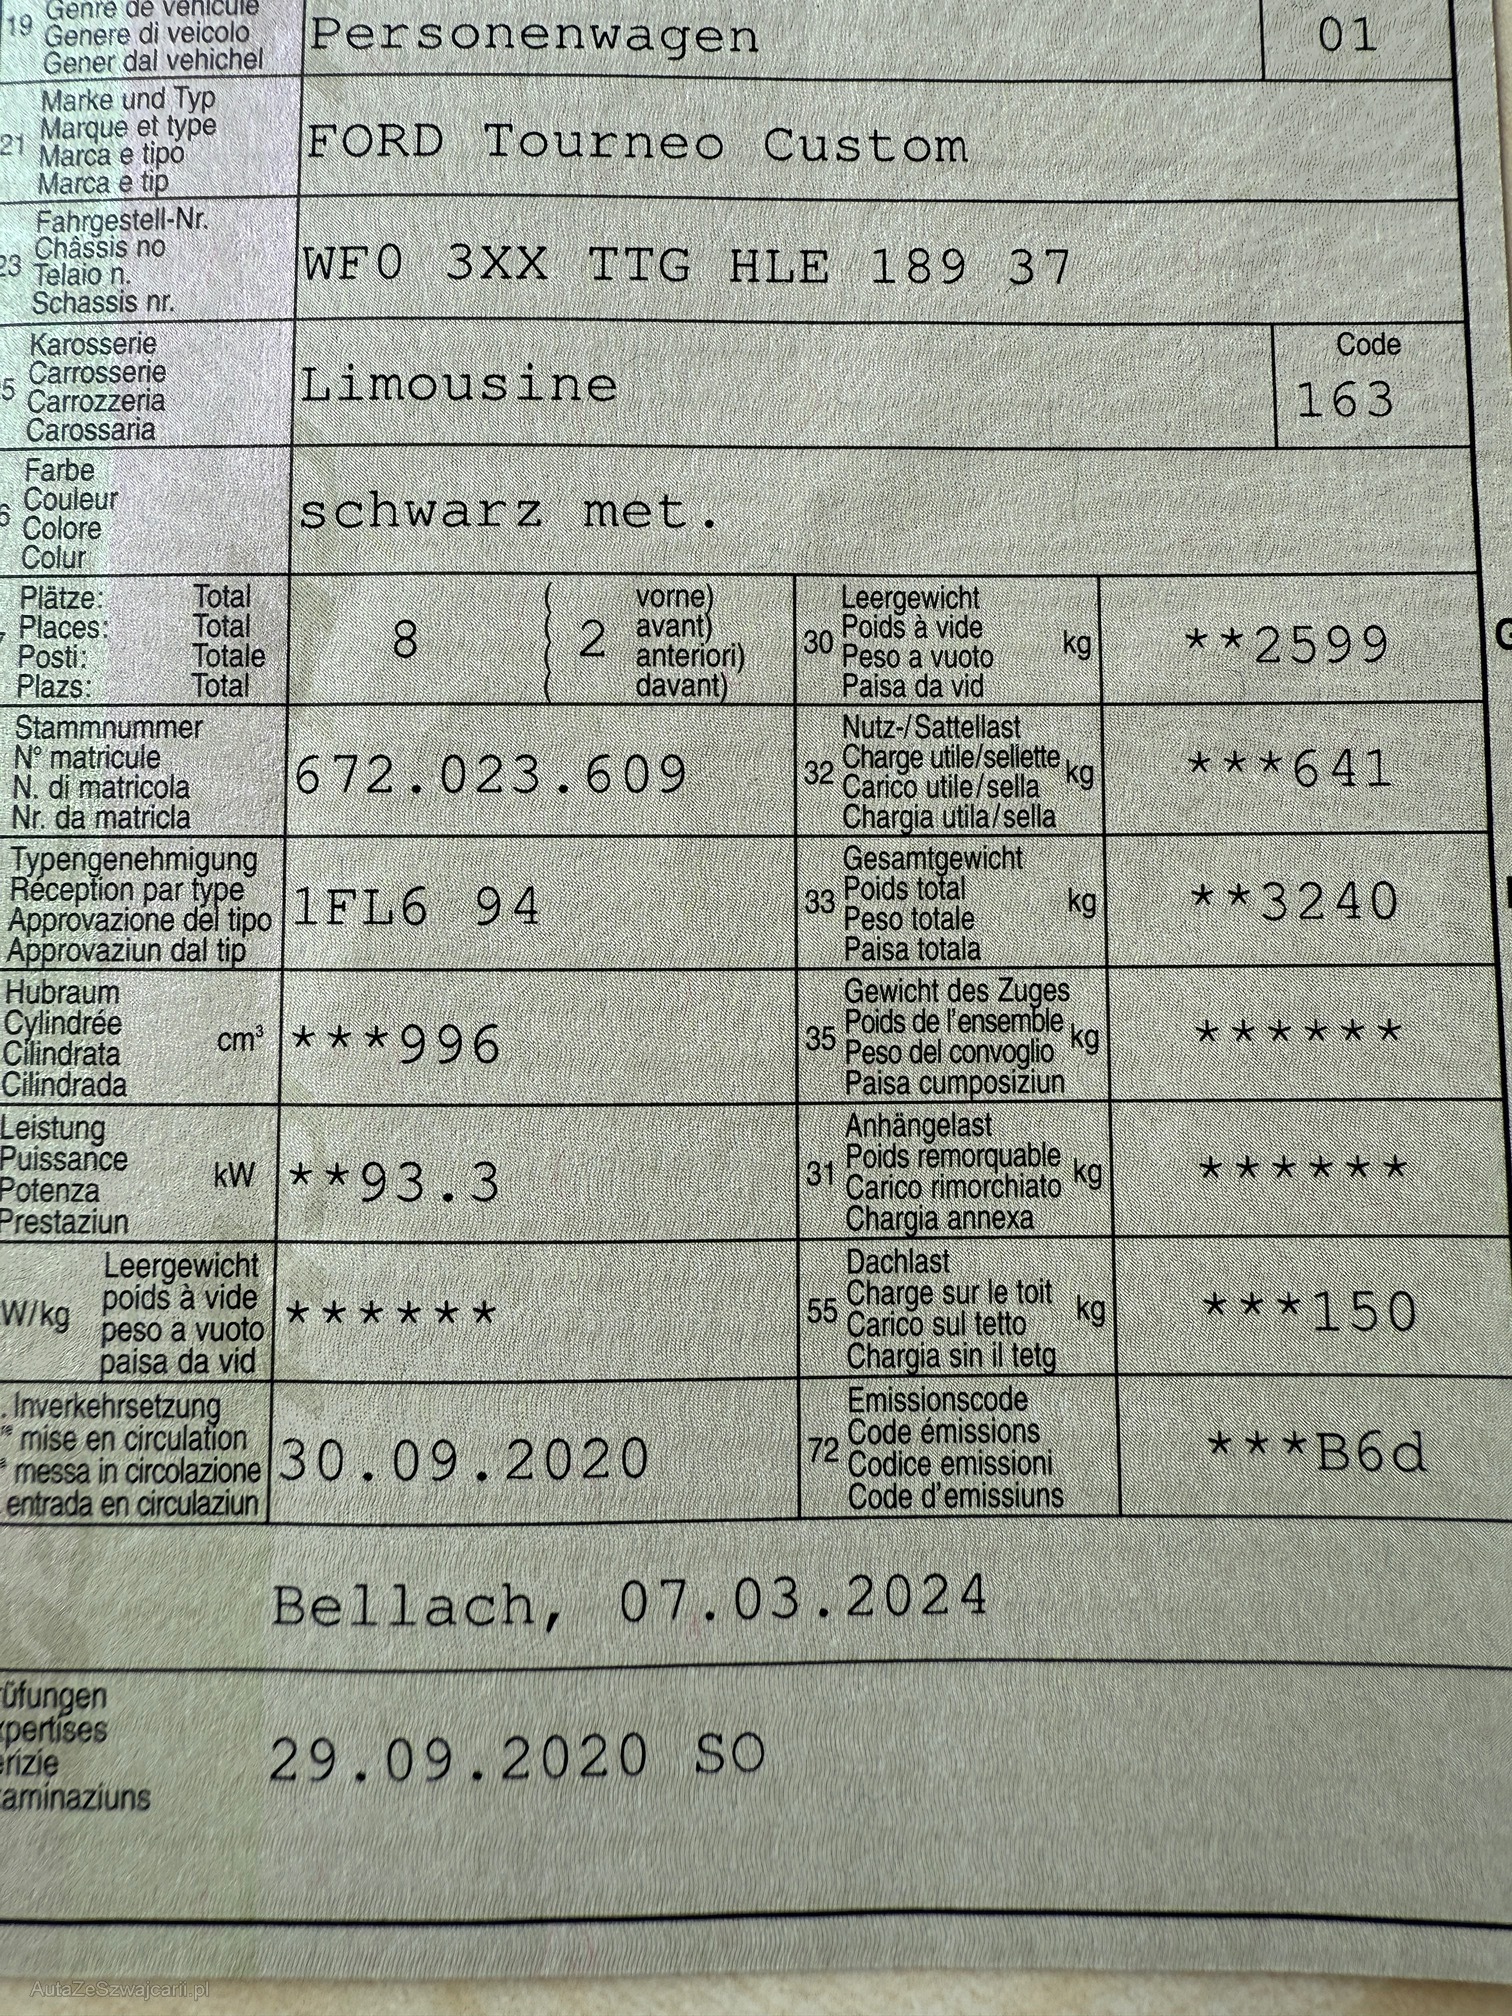 19 Genre de véhicule
Genere di veicolo
Gener dal vehichel
Personenwagen
01
21 Marke und Typ
Marque et type
Marca e tipo
Marca e tip
FORD Tourneo Custom
23 Fahrgestell-Nr.
Châssis no
Telaio n.
Schassis nr.
WF0 3XX TTG HLE 189 37
Karosserie
5 Carrosserie
Carrozzeria
Carossaria
Limousine
Code
163
Farbe
Couleur
Colore
Colur
schwarz met.
Plätze: Total
Places: Total
Posti: Totale
Plazs: Total
8 ( 2 vorne)
avant)
anteriori)
davant)
30 Leergewicht
Poids à vide
Peso a vuoto
Paisa da vid
kg
**2599
Stammnummer
N° matricule
N. di matricola
Nr. da matricla
672.023.609
32 Nutz-/Sattellast
Charge utile/sellette
Carico utile/sella
Chargia utila/sella
kg
***641
Typengenehmigung
Réception par type
Approvazione del tipo
Approvaziun dal tip
1FL6 94
33 Gesamtgewicht
Poids total
Peso totale
Paisa totala
kg
**3240
Hubraum
Cylindrée
Cilindrata
Cilindrada
cm³
***996
35 Gewicht des Zuges
Poids de l'ensemble
Peso del convoglio
Paisa cumposiziun
kg
******
Leistung
Puissance
Potenza
Prestaziun
kW
**93.3
31 Anhängelast
Poids remorquable
Carico rimorchiato
Chargia annexa
kg
******
W/kg
Leergewicht
poids à vide
peso a vuoto
paisa da vid
******
55 Dachlast
Charge sur le toit
Carico sul tetto
Chargia sin il tetg
kg
***150
. Inverkehrsetzung
mise en circulation
messa in circolazione
entrada en circulaziun
30.09.2020
72 Emissionscode
Code émissions
Codice emissioni
Code d'emissiuns
***B6d
Bellach, 07.03.2024
üfungen
xpertises
erizie
aminaziuns
29.09.2020 SO
AutaZeSzwajcarii.pl